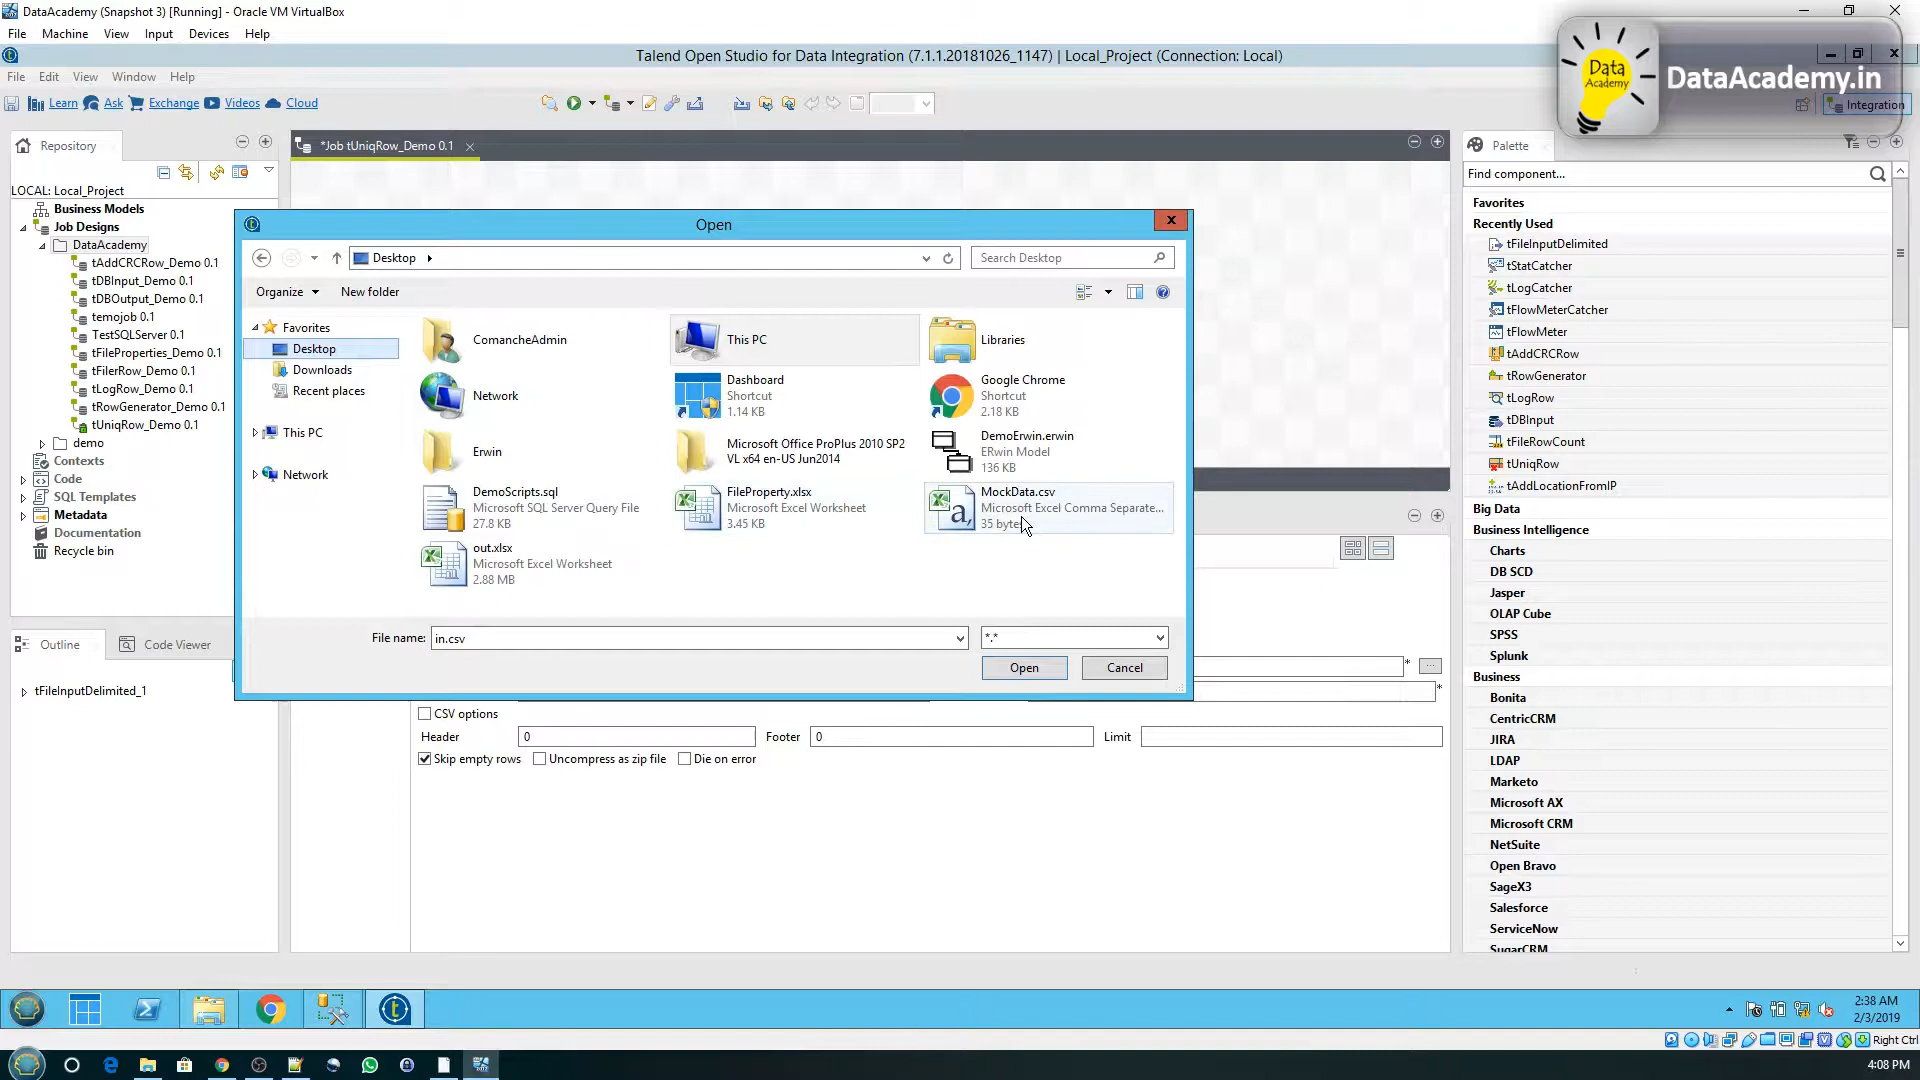 DataAcademy (Snapshot 3) [Running] - Oracle VM VirtualBox
File Machine View Input Devices Help
Talend Open Studio for Data Integration (7.1.1.20181026_1147) | Local_Project (Connection: Local)
Data Academy
DataAcademy.in
File Edit View Window Help
Learn Ask Exchange Videos Cloud
Integration
Repository
LOCAL: Local_Project
Business Models
Job Designs
DataAcademy
tAddCRCRow_Demo 0.1
tDBInput_Demo 0.1
tDBOutput_Demo 0.1
temojob 0.1
TestSQLServer 0.1
tFileProperties_Demo 0.1
tFilerRow_Demo 0.1
tLogRow_Demo 0.1
tRowGenerator_Demo 0.1
tUniqRow_Demo 0.1
demo
Contexts
Code
SQL Templates
Metadata
Documentation
Recycle bin
Outline
Code Viewer
tFileInputDelimited_1
*Job tUniqRow_Demo 0.1
Open
x
Desktop
Search Desktop
Organize
New folder
Favorites
Desktop
Downloads
Recent places
This PC
Network
ComancheAdmin
This PC
Libraries
Network
Dashboard
Shortcut
1.14 KB
Google Chrome
Shortcut
2.18 KB
Erwin
Microsoft Office ProPlus 2010 SP2
VL x64 en-US Jun2014
DemoErwin.erwin
ERwin Model
136 KB
DemoScripts.sql
Microsoft SQL Server Query File
27.8 KB
FileProperty.xlsx
Microsoft Excel Worksheet
3.45 KB
MockData.csv
Microsoft Excel Comma Separate...
35 bytes
out.xlsx
Microsoft Excel Worksheet
2.88 MB
File name: in.csv
*.*
Open
Cancel
*
...
*
CSV options
Header 0 Footer 0 Limit
Skip empty rows Uncompress as zip file Die on error
Palette
Find component...
Favorites
Recently Used
tFileInputDelimited
tStatCatcher
tLogCatcher
tFlowMeterCatcher
tFlowMeter
tAddCRCRow
tRowGenerator
tLogRow
tDBInput
tFileRowCount
tUniqRow
tAddLocationFromIP
Big Data
Business Intelligence
Charts
DB SCD
Jasper
OLAP Cube
SPSS
Splunk
Business
Bonita
CentricCRM
JIRA
LDAP
Marketo
Microsoft AX
Microsoft CRM
NetSuite
Open Bravo
SageX3
Salesforce
ServiceNow
SugarCRM
2:38 AM
2/3/2019
Right Ctrl
4:08 PM